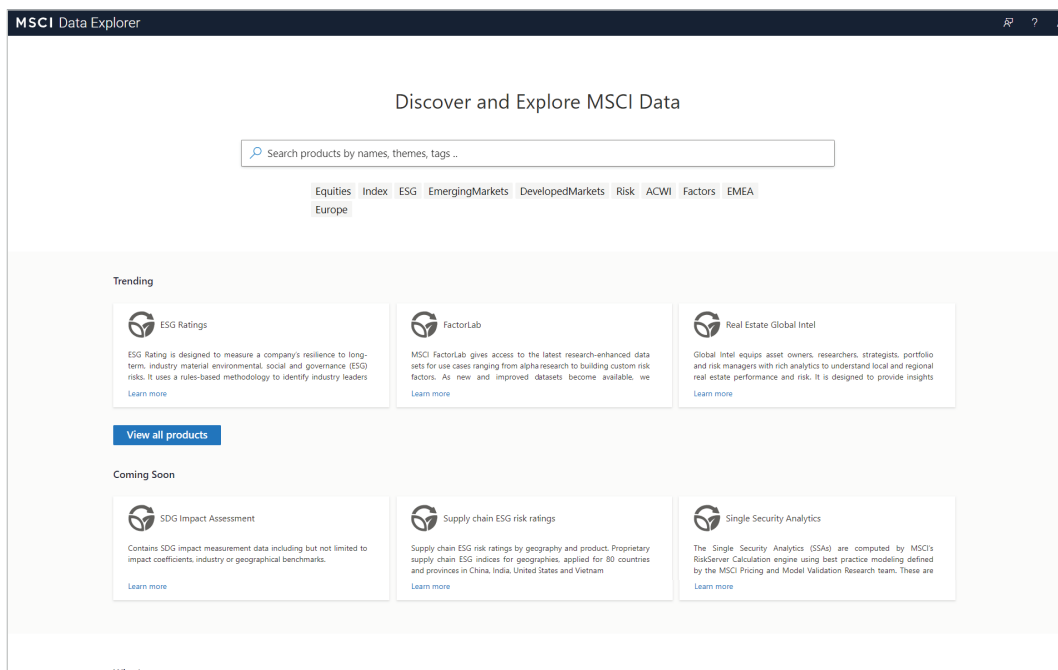 MSCI Data Explorer
?
Discover and Explore MSCI Data
Search products by names, themes, tags ..
Equities Index ESG EmergingMarkets DevelopedMarkets Risk ACWI Factors EMEA
Europe
Trending
ESG Ratings
ESG Rating is designed to measure a company's resilience to long-
term, industry material environmental, social and governance (ESG)
risks. It uses a rules-based methodology to identify industry leaders
Learn more
FactorLab
MSCI FactorLab gives access to the latest research-enhanced data
sets for use cases ranging from alpha research to building custom risk
factors. As new and improved datasets become available, we
Learn more
Real Estate Global Intel
Global Intel equips asset owners, researchers, strategists, portfolio
and risk managers with rich analytics to understand local and regional
real estate performance and risk. It is designed to provide insights
Learn more
View all products
Coming Soon
SDG Impact Assessment
Contains SDG impact measurement data including but not limited to
impact coefficients, industry or geographical benchmarks.
Learn more
Supply chain ESG risk ratings
Supply chain ESG risk ratings by geography and product. Proprietary
supply chain ESG indices for geographies, applied for 80 countries
and provinces in China, India, United States and Vietnam
Learn more
Single Security Analytics
The Single Security Analytics (SSAs) are computed by MSCI's
RiskServer Calculation engine using best practice modeling defined
by the MSCI Pricing and Model Validation Research team. These are
Learn more